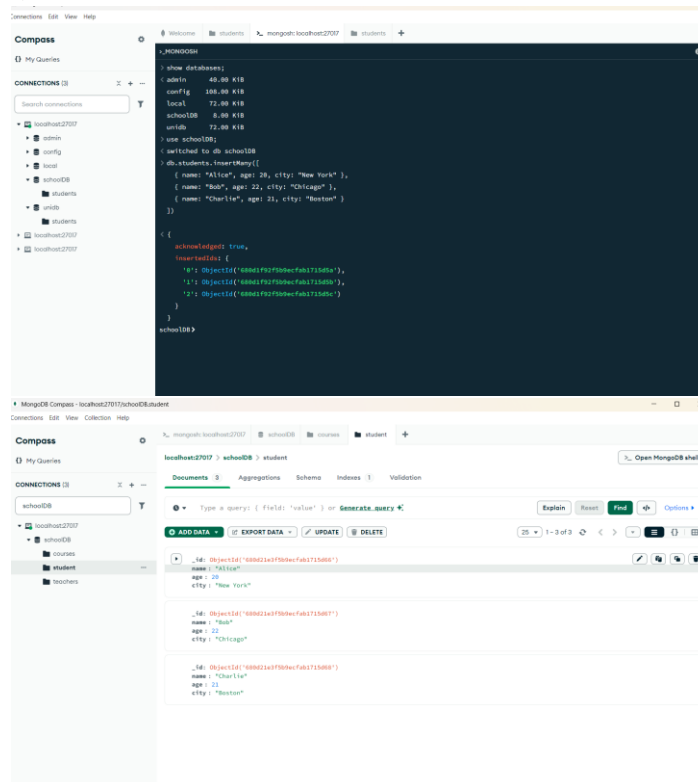 Connections Edit View Help
Compass
Welcome students mongosh: localhost:27017 students +
My Queries
>_MONGOSH
CONNECTIONS (3)
Search connections
localhost:27017
admin
config
local
schoolDB
students
unidb
students
localhost:27017
localhost:27017
> show databases;
< admin 40.00 KiB
config 108.00 KiB
local 72.00 KiB
schoolDB 8.00 KiB
unidb 72.00 KiB
> use schoolDB;
< switched to db schoolDB
> db.students.insertMany([
{ name: "Alice", age: 20, city: "New York" },
{ name: "Bob", age: 22, city: "Chicago" },
{ name: "Charlie", age: 21, city: "Boston" }
])
< {
acknowledged: true,
insertedIds: {
'0': ObjectId('680d1f92f5b9ecfab1715d5a'),
'1': ObjectId('680d1f92f5b9ecfab1715d5b'),
'2': ObjectId('680d1f92f5b9ecfab1715d5c')
}
}
schoolDB>
MongoDB Compass - localhost:27017/schoolDB.student
Connections Edit View Collection Help
Compass
mongosh: localhost:27017 schoolDB courses student +
My Queries
localhost:27017 > schoolDB > student
>_ Open MongoDB shell
CONNECTIONS (3)
schoolDB
localhost:27017
schoolDB
courses
student
teachers
Documents 3 Aggregations Schema Indexes 1 Validation
Type a query: { field: 'value' } or Generate query
Explain Reset Find </> Options
ADD DATA EXPORT DATA UPDATE DELETE
25 1-3 of 3
_id: ObjectId('680d21e3f5b9ecfab1715d66')
name: "Alice"
age: 20
city: "New York"
_id: ObjectId('680d21e3f5b9ecfab1715d67')
name: "Bob"
age: 22
city: "Chicago"
_id: ObjectId('680d21e3f5b9ecfab1715d68')
name: "Charlie"
age: 21
city: "Boston"